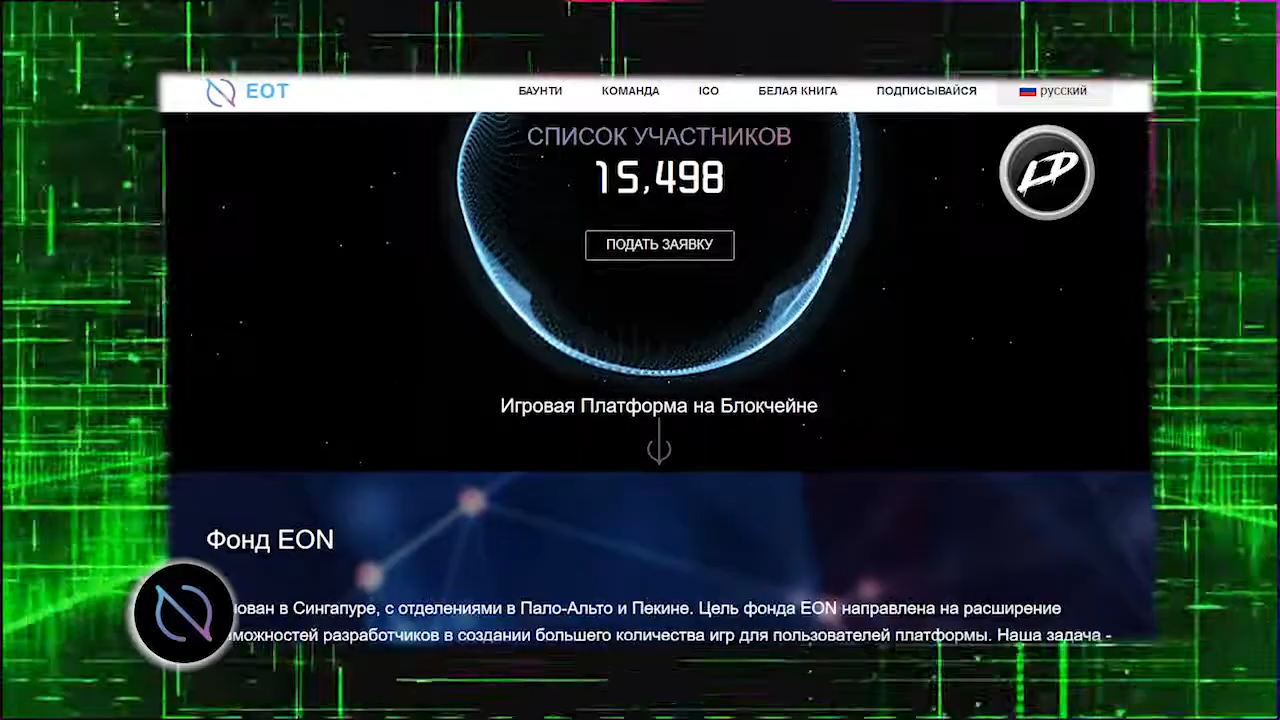 EOT
БАУНТИ КОМАНДА ICO БЕЛАЯ КНИГА ПОДПИСЫВАЙСЯ русский
СПИСОК УЧАСТНИКОВ
15,498
LP
ПОДАТЬ ЗАЯВКУ
Игровая Платформа на Блокчейне
Фонд EON
в Сингапуре, с отделениями в Пало-Альто и Пекине. Цель фонда EON направлена на расширение
разработчиков в создании большего количества игр для пользователей платформы. Наша задача -